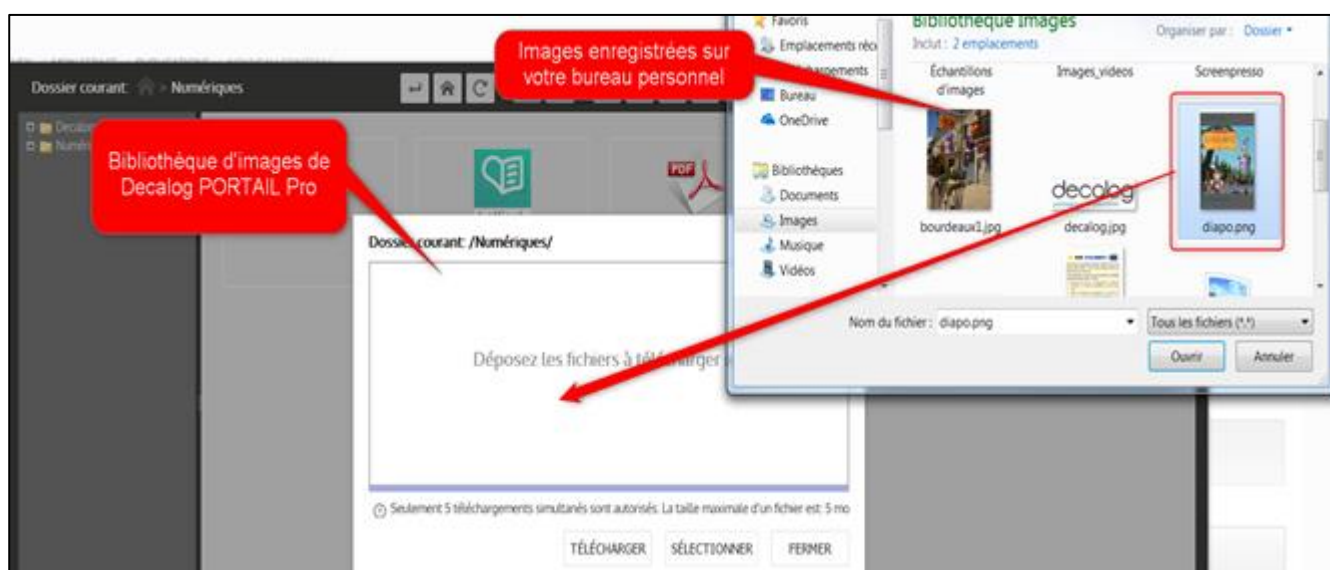 Favoris
Emplacements réc
Bureau
OneDrive
Bibliothèques
Documents
Images
Musique
Vidéos
Bibliothèque Images
Inclut : 2 emplacements
Organiser par : Dossier
Échantillons
d'images
Images_videos
Screenpresso
bourdeaux1.jpg
decalog
decalog.jpg
diapo.png
Nom du fichier : diapo.png
Tous les fichiers (*.*)
Ouvrir
Annuler
Images enregistrées sur
votre bureau personnel
Dossier courant: > Numériques
Bibliothèque d'images de
Decalog PORTAIL Pro
PDF
Dossier courant: /Numériques/
Déposez les fichiers à télécharger
Seulement 5 téléchargements simultanés sont autorisés. La taille maximale d'un fichier est: 5 mo
TÉLÉCHARGER
SÉLECTIONNER
FERMER